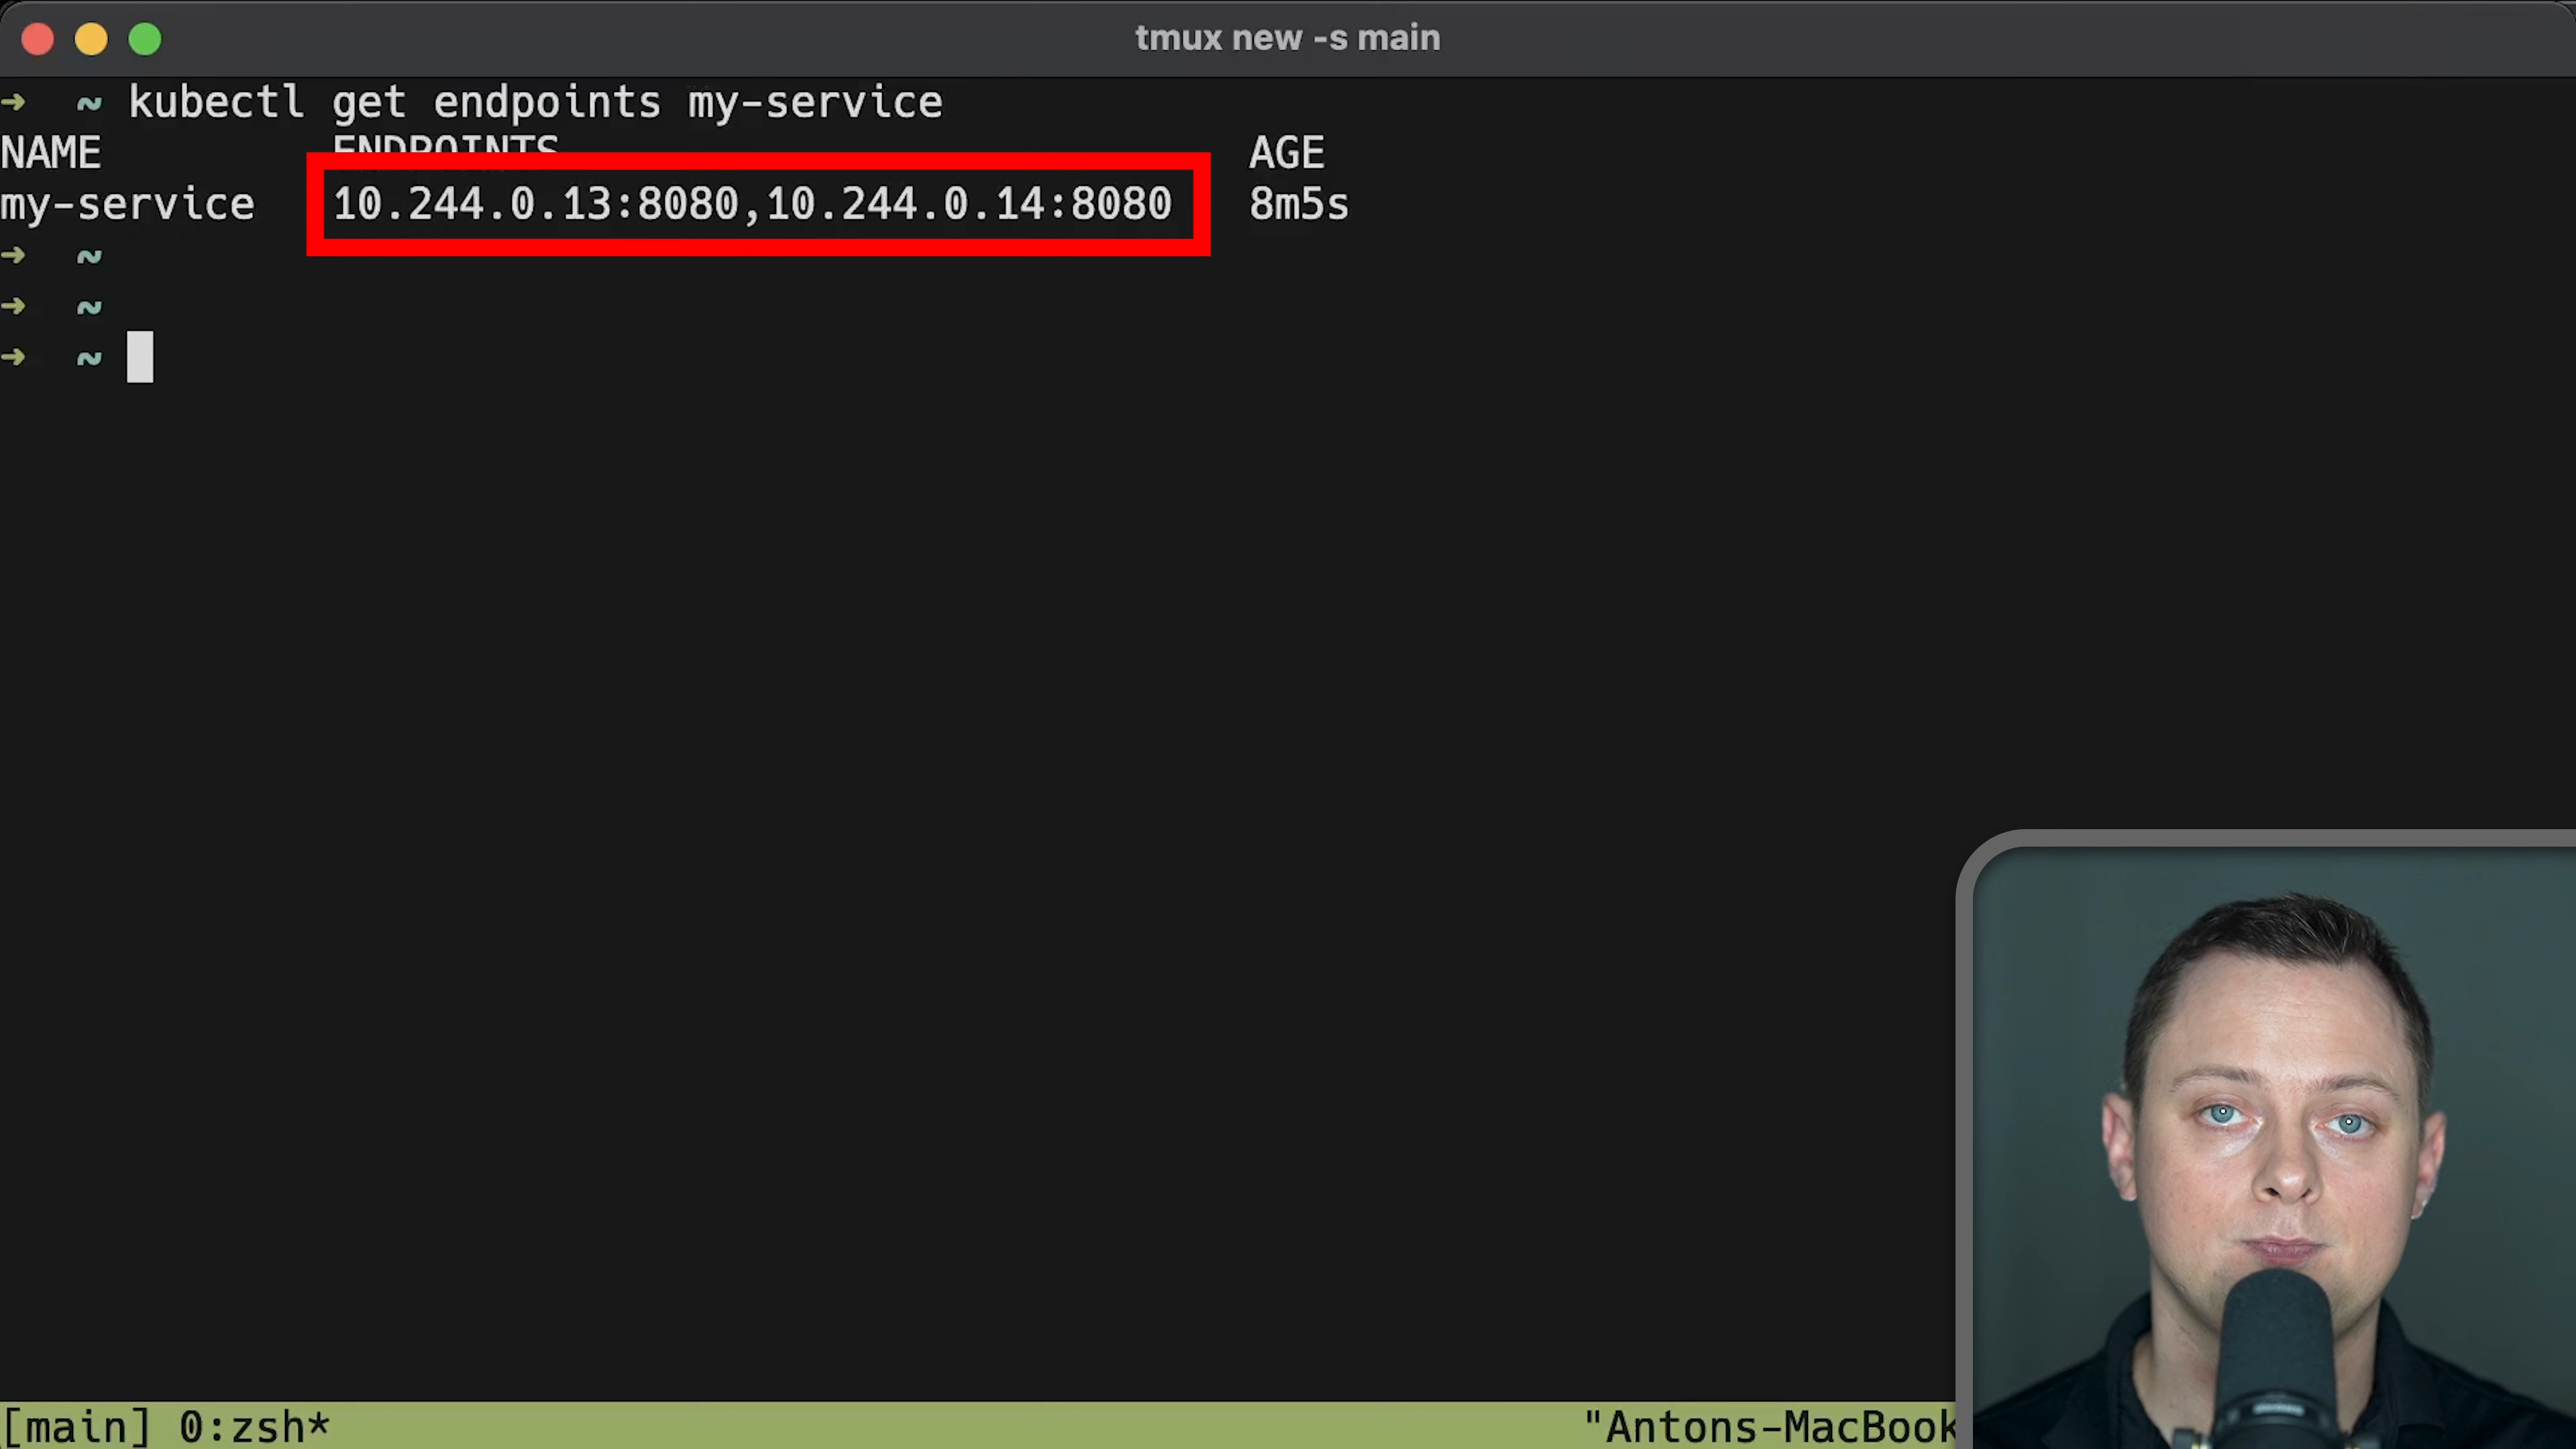 tmux new -s main
➜ ~ kubectl get endpoints my-service
NAME ENDPOINTS AGE
my-service 10.244.0.13:8080,10.244.0.14:8080 8m5s
➜ ~
➜ ~
➜ ~
[main] 0:zsh* "Antons-MacBook